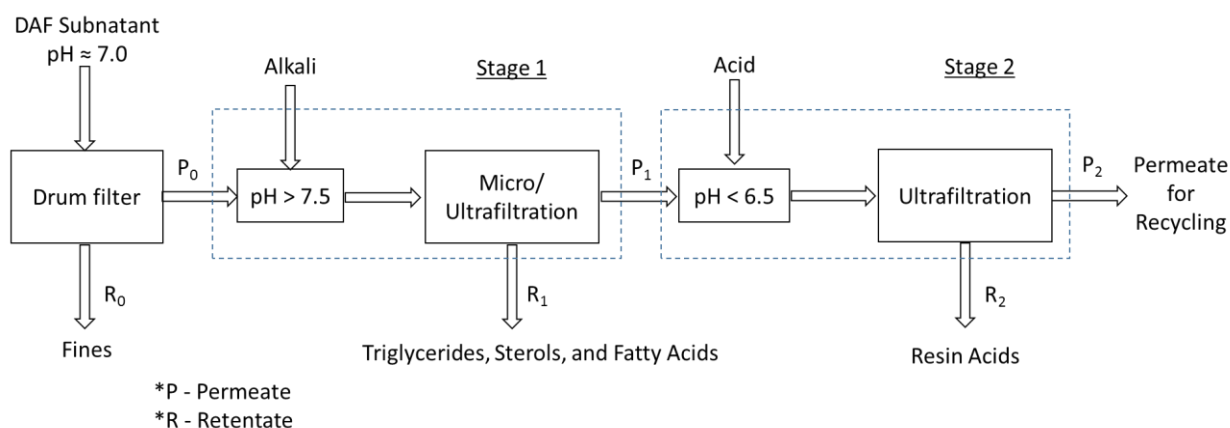 DAF Subnatant
pH ≈ 7.0
Alkali
Stage 1
Acid
Stage 2
Drum filter
P0
pH > 7.5
Micro/
Ultrafiltration
P1
pH < 6.5
Ultrafiltration
P2
Permeate
for
Recycling
R0
R1
R2
Fines
Triglycerides, Sterols, and Fatty Acids
Resin Acids
*P - Permeate
*R - Retentate